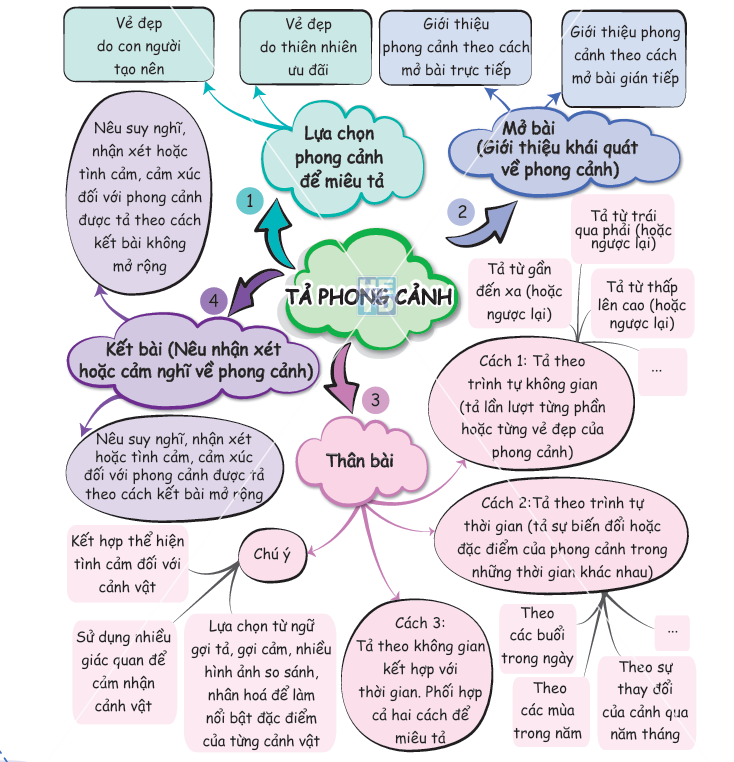 TẢ PHONG CẢNH
1
Lựa chọn
phong cảnh
để miêu tả
Vẻ đẹp
do con người
tạo nên
Vẻ đẹp
do thiên nhiên
ưu đãi
2
Mở bài
(Giới thiệu khái quát
về phong cảnh)
Giới thiệu
phong cảnh theo cách
mở bài trực tiếp
Giới thiệu phong
cảnh theo cách
mở bài gián tiếp
3
Thân bài
Cách 1: Tả theo
trình tự không gian
(tả lần lượt từng phần
hoặc từng vẻ đẹp của
phong cảnh)
Tả từ gần
đến xa (hoặc
ngược lại)
Tả từ trái
qua phải (hoặc
ngược lại)
Tả từ thấp
lên cao (hoặc
ngược lại)
...
Cách 2: Tả theo trình tự
thời gian (tả sự biến đổi hoặc
đặc điểm của phong cảnh trong
những thời gian khác nhau)
Theo
các buổi
trong ngày
Theo
các mùa
trong năm
Theo sự
thay đổi
của cảnh qua
năm tháng
...
Cách 3:
Tả theo không gian
kết hợp với
thời gian. Phối hợp
cả hai cách để
miêu tả
Chú ý
Kết hợp thể hiện
tình cảm đối với
cảnh vật
Sử dụng nhiều
giác quan để
cảm nhận
cảnh vật
Lựa chọn từ ngữ
gợi tả, gợi cảm, nhiều
hình ảnh so sánh,
nhân hoá để làm
nổi bật đặc điểm
của từng cảnh vật
4
Kết bài (Nêu nhận xét
hoặc cảm nghĩ về phong cảnh)
Nêu suy nghĩ,
nhận xét hoặc
tình cảm, cảm xúc
đối với phong cảnh
được tả theo cách
kết bài không
mở rộng
Nêu suy nghĩ, nhận xét
hoặc tình cảm, cảm xúc
đối với phong cảnh được tả
theo cách kết bài mở rộng